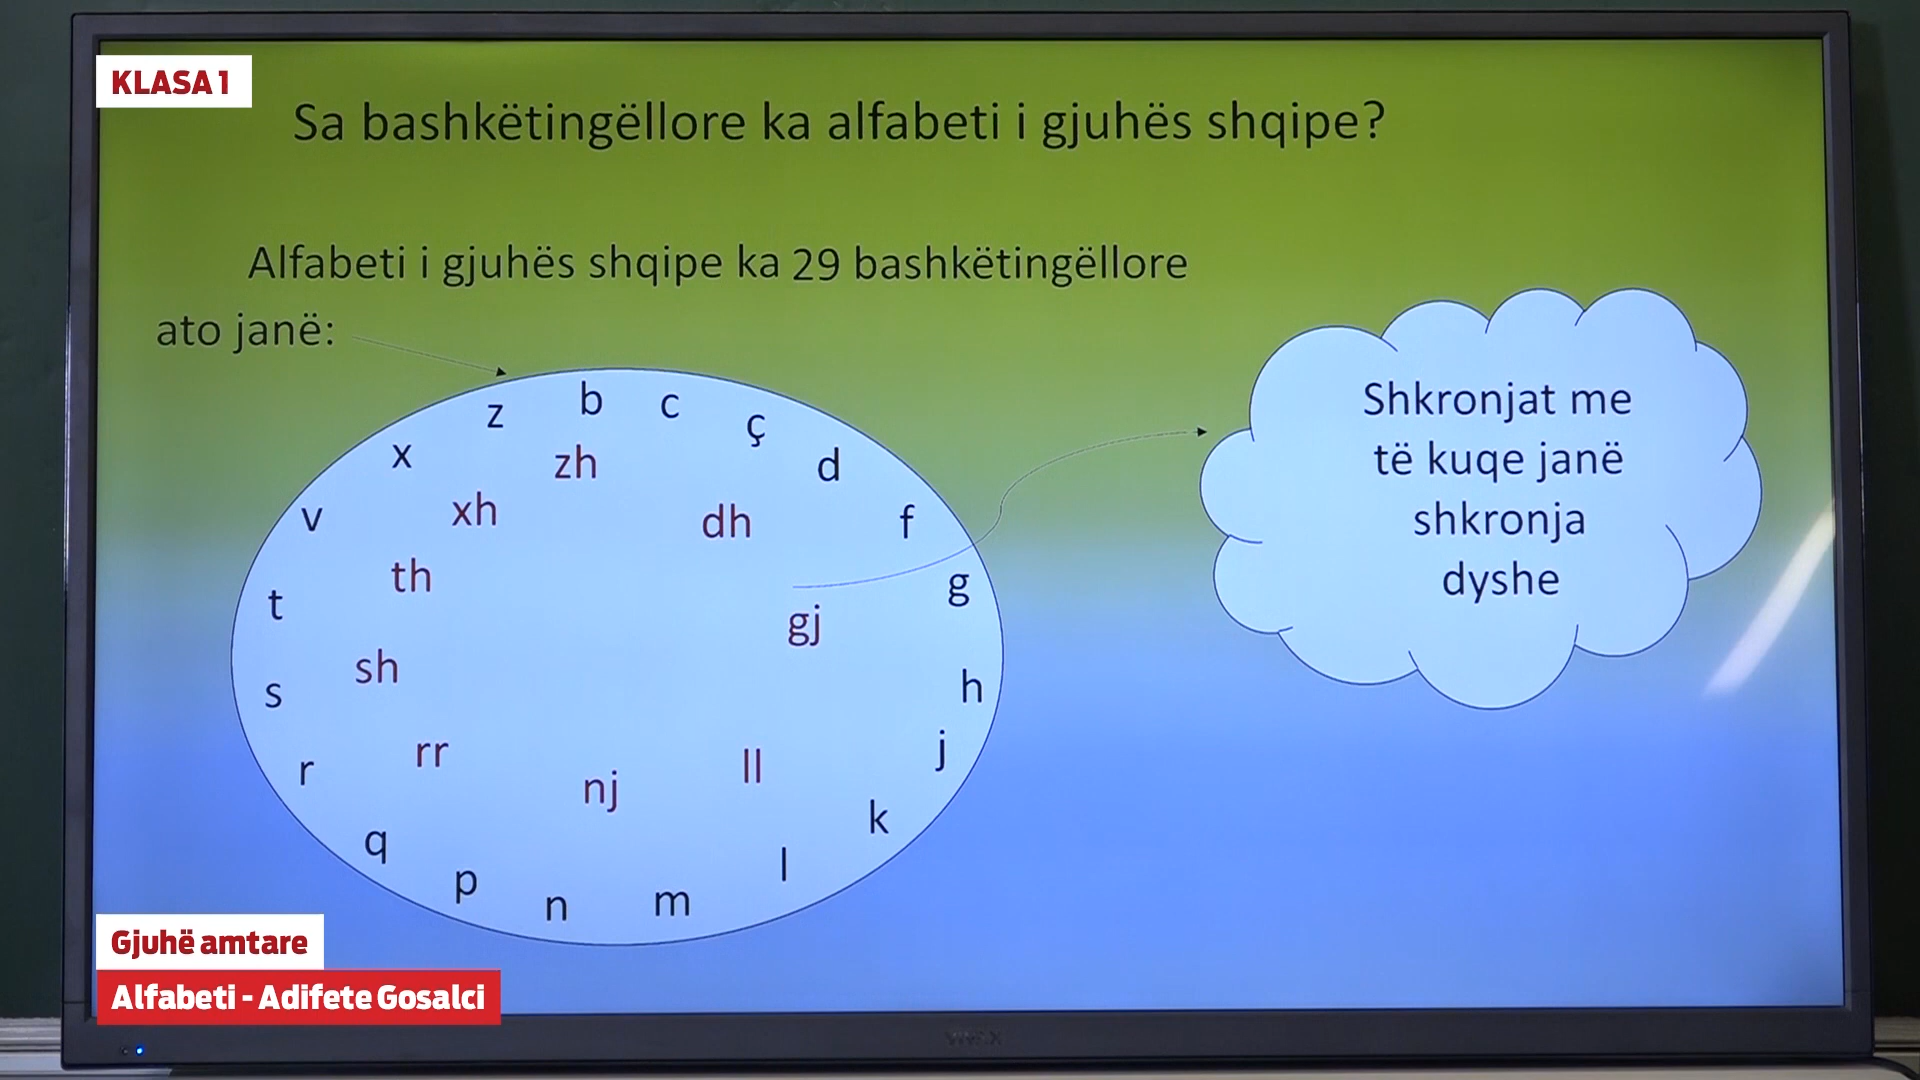 KLASA 1
Sa bashkëtingëllore ka alfabeti i gjuhës shqipe?
Alfabeti i gjuhës shqipe ka 29 bashkëtingëllore
ato janë:
z b c ç d f g h j k l m n p q r s t v x
zh dh gj ll nj rr sh th xh
Shkronjat me
të kuqe janë
shkronja
dyshe
Gjuhë amtare
Alfabeti - Adifete Gosalci